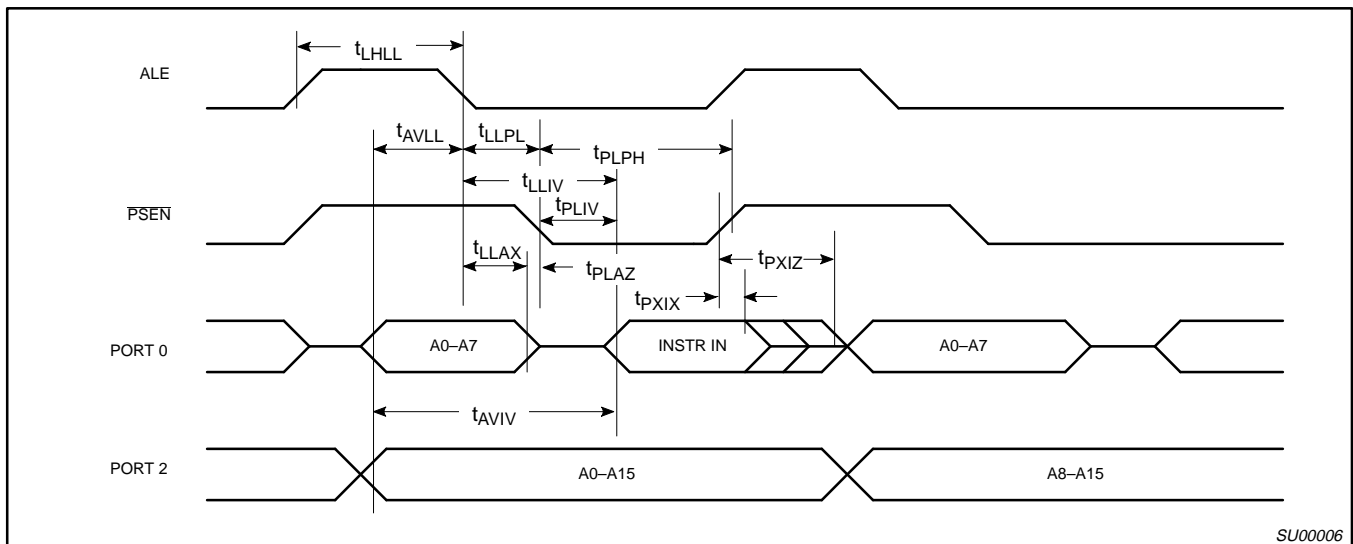 tLHLL
ALE
tAVLL
tLLPL
tPLPH
tLLIV
PSEN
tPLIV
tLLAX
tPLAZ
tPXIZ
tPXIX
PORT 0
A0–A7
INSTR IN
A0–A7
tAVIV
PORT 2
A0–A15
A8–A15
SU00006